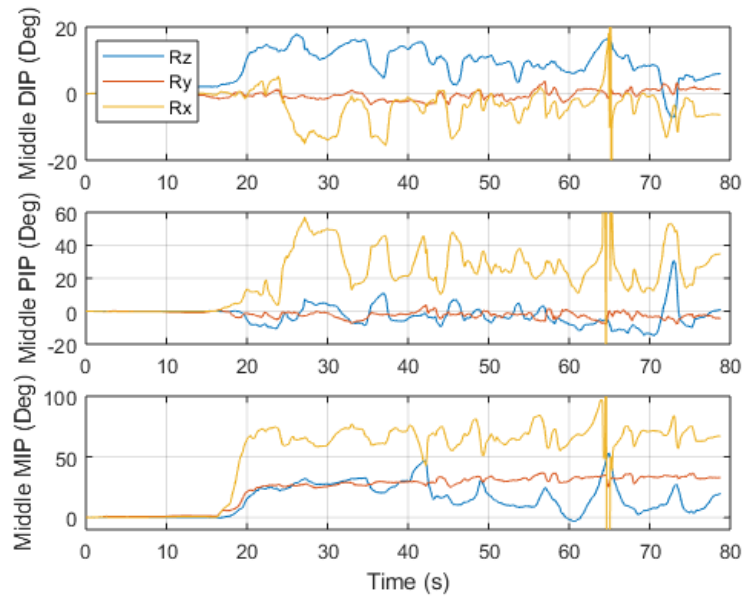 Middle DIP (Deg)
20
0
-20
Rz
Ry
Rx
0 10 20 30 40 50 60 70 80
Middle PIP (Deg)
60
40
20
0
-20
0 10 20 30 40 50 60 70 80
Middle MIP (Deg)
100
50
0
0 10 20 30 40 50 60 70 80
Time (s)